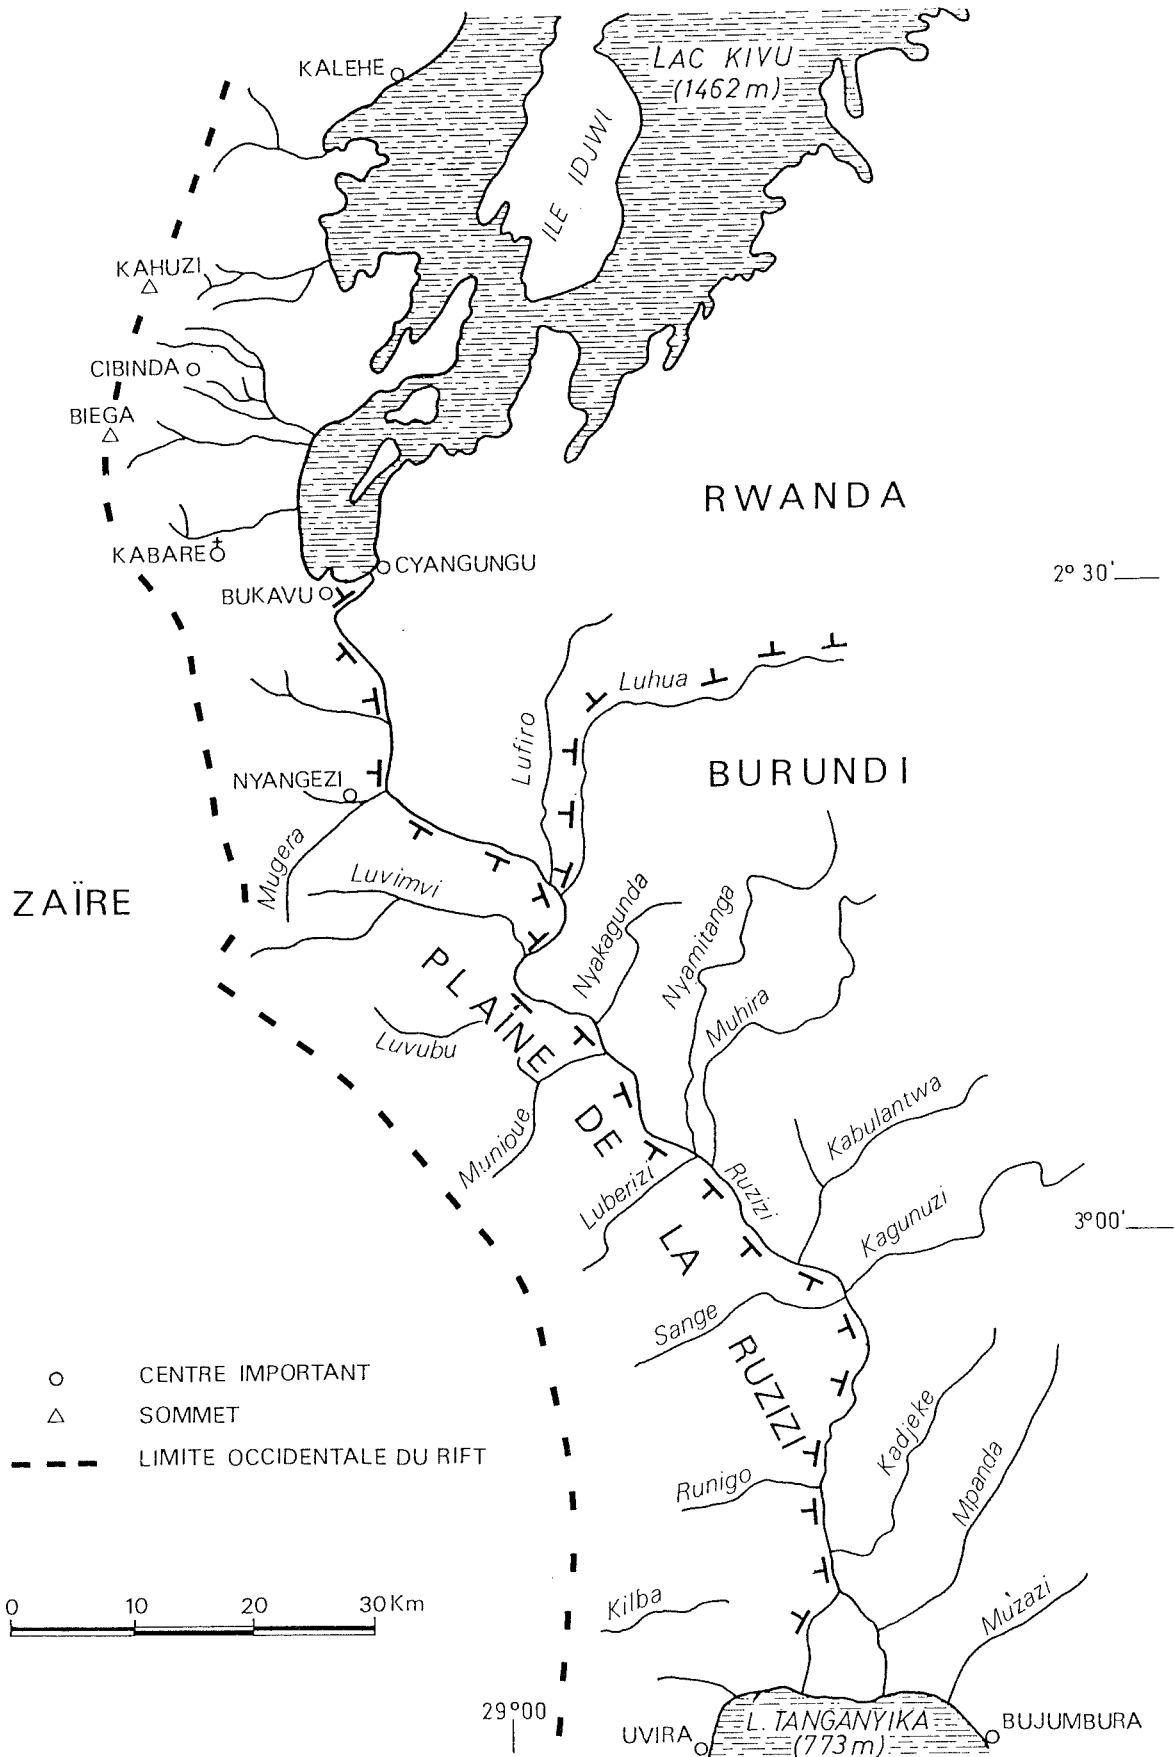 KALEHE
LAC KIVU
(1462 m)
ILE IDJWI
KAHUZI
CIBINDA
BIEGA
RWANDA
KABARE
CYANGUNGU
2° 30'
BUKAVU
Luhua
Lufiro
BURUNDI
NYANGEZI
Mugera
Luvimvi
ZAÏRE
Nyakagunda
Nyamitanga
Muhira
PLAÏNE DE LA RUZIZI
Luvubu
Munioue
Kabulantwa
Luberizi
Ruzizi
Kagunuzi
3° 00'
Sange
CENTRE IMPORTANT
SOMMET
LIMITE OCCIDENTALE DU RIFT
Kadjeke
Mpanda
Runigo
0 10 20 30 Km
Kilba
Muzazi
29° 00
UVIRA
L. TANGANYIKA
(773 m)
BUJUMBURA